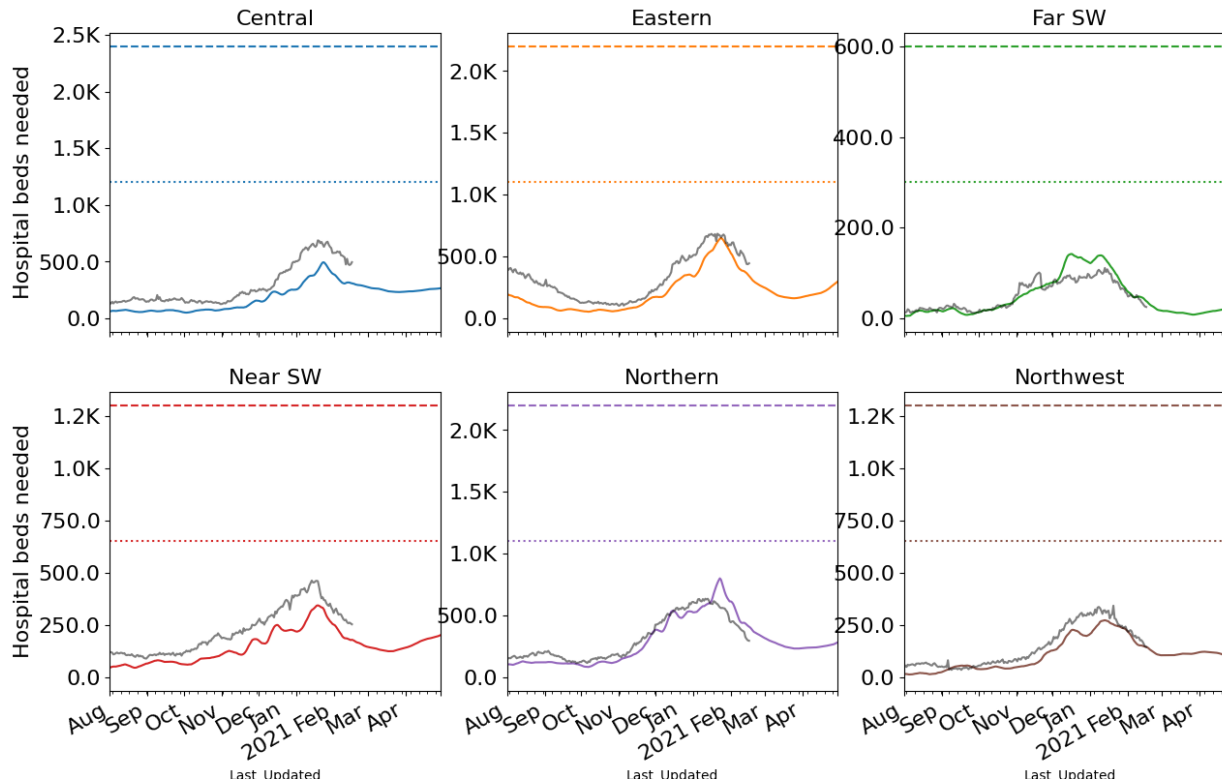 Central Eastern Far SW
Hospital beds needed
2.5K
2.0K
1.5K
1.0K
500.0
0.0
2.0K
1.5K
1.0K
500.0
0.0
600.0
400.0
200.0
0.0
Near SW Northern Northwest
Hospital beds needed
1.2K
1.0K
750.0
500.0
250.0
0.0
2.0K
1.5K
1.0K
500.0
0.0
1.2K
1.0K
750.0
500.0
250.0
0.0
Aug Sep Oct Nov Dec Jan 2021 Feb Mar Apr
Aug Sep Oct Nov Dec Jan 2021 Feb Mar Apr
Aug Sep Oct Nov Dec Jan 2021 Feb Mar Apr
Last_Updated Last_Updated Last_Updated